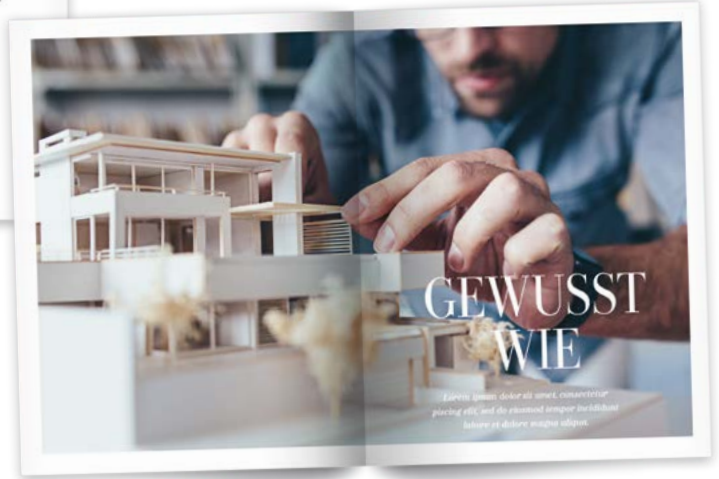 GEWUSST
WIE
Lorem ipsum dolor sit amet, consectetur
piscing elit, sed do eiusmod tempor incididunt
labore et dolore magna aliqua.